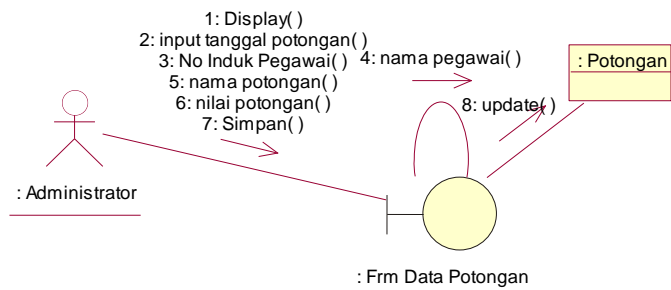 1: Display( )
2: input tanggal potongan( )
3: No Induk Pegawai( )
5: nama potongan( )
6: nilai potongan( )
7: Simpan( )
4: nama pegawai( )
: Potongan
8: update( )
: Administrator
: Frm Data Potongan